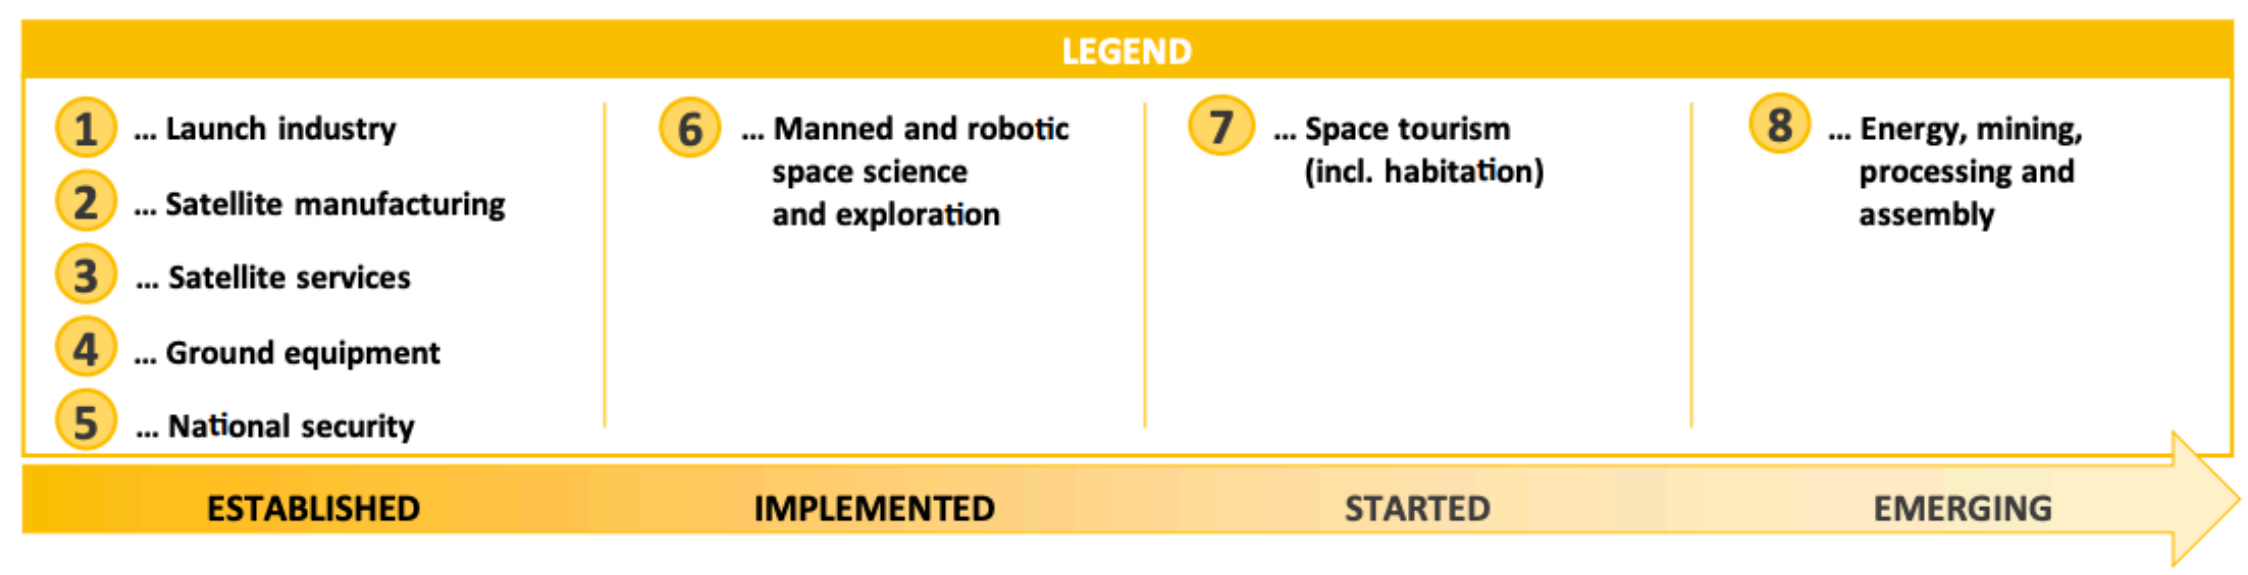 LEGEND
1 ... Launch industry
2 ... Satellite manufacturing
3 ... Satellite services
4 ... Ground equipment
5 ... National security
6 ... Manned and robotic
space science
and exploration
7 ... Space tourism
(incl. habitation)
8 ... Energy, mining,
processing and
assembly
ESTABLISHED
IMPLEMENTED
STARTED
EMERGING